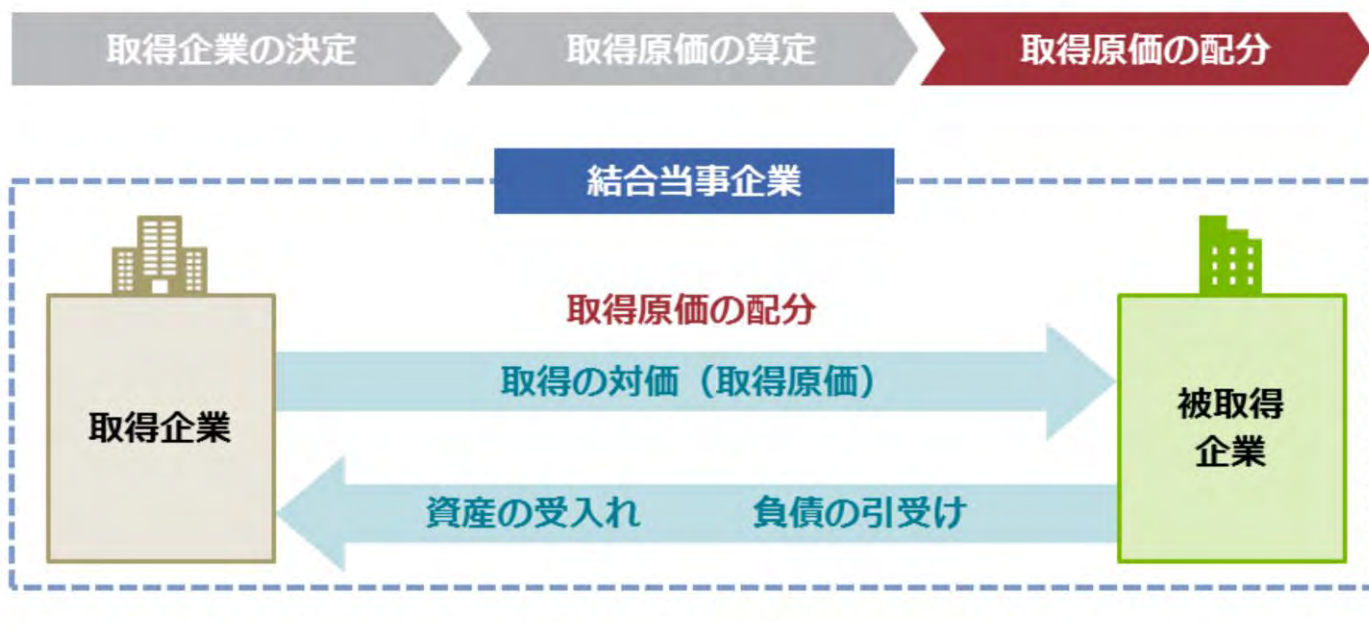 取得企業の決定
取得原価の算定
取得原価の配分
結合当事企業
取得原価の配分
取得の対価（取得原価）
取得企業
被取得
企業
資産の受入れ
負債の引受け